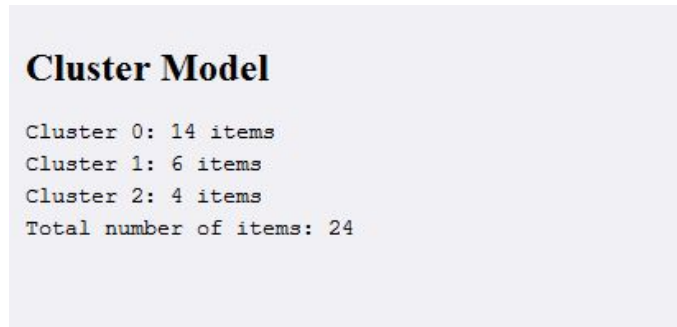 Cluster Model
Cluster 0: 14 items
Cluster 1: 6 items
Cluster 2: 4 items
Total number of items: 24